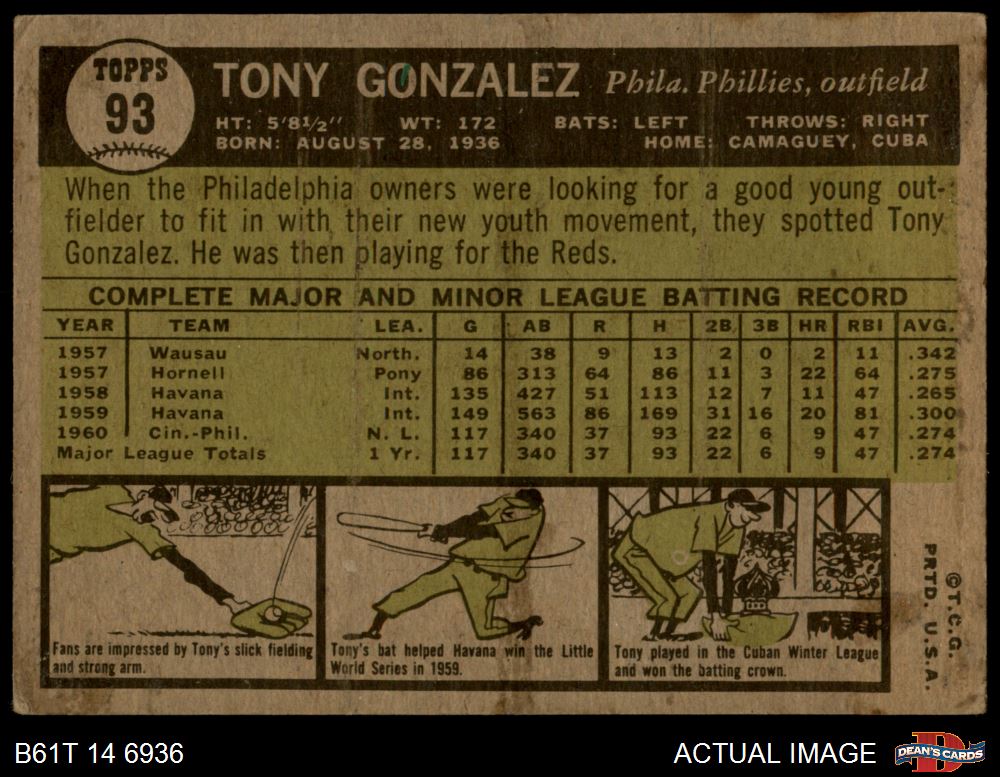 TOPPS
93
TONY GONZALEZ Phila. Phillies, outfield
HT: 5'8½" WT: 172 BATS: LEFT THROWS: RIGHT
BORN: AUGUST 28, 1936 HOME: CAMAGUEY, CUBA
When the Philadelphia owners were looking for a good young out-
fielder to fit in with their new youth movement, they spotted Tony
Gonzalez. He was then playing for the Reds.
COMPLETE MAJOR AND MINOR LEAGUE BATTING RECORD
YEAR TEAM LEA. G AB R H 2B 3B HR RBI AVG.
1957 Wausau North. 14 38 9 13 2 0 2 11 .342
1957 Hornell Pony 86 313 64 86 11 3 22 64 .275
1958 Havana Int. 135 427 51 113 12 7 11 47 .265
1959 Havana Int. 149 563 86 169 31 16 20 81 .300
1960 Cin.-Phil. N. L. 117 340 37 93 22 6 9 47 .274
Major League Totals 1 Yr. 117 340 37 93 22 6 9 47 .274
Fans are impressed by Tony's slick fielding
and strong arm.
Tony's bat helped Havana win the Little
World Series in 1959.
Tony played in the Cuban Winter League
and won the batting crown.
©T.C.G.
PRTD. U.S.A.
B61T 14 6936
ACTUAL IMAGE
DEAN'S CARDS